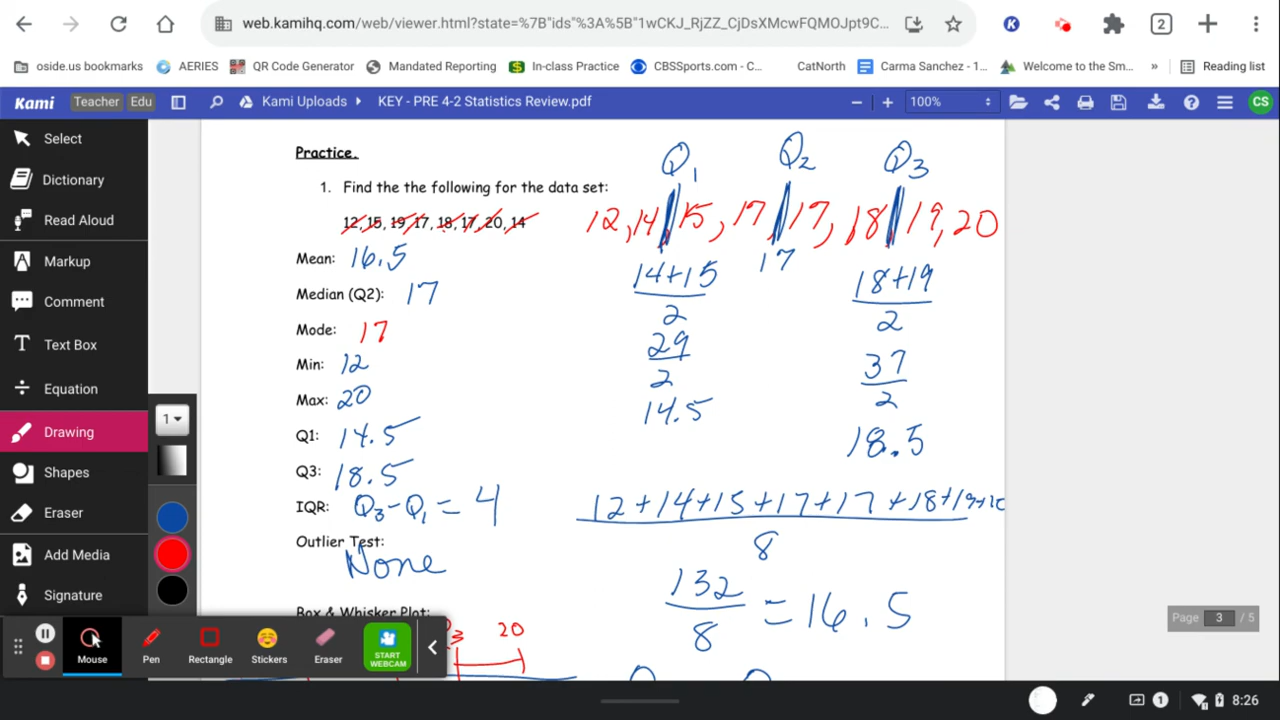 web.kamihq.com/web/viewer.html?state=%7B"ids"%3A%5B"1wCKJ_RjZZ_CjDsXMcwFQMOJpt9C...
2
oside.us bookmarks AERIES QR Code Generator Mandated Reporting In-class Practice CBSSports.com - C... CatNorth Carma Sanchez - 1... Welcome to the Sm... » Reading list
Kami Teacher Edu Kami Uploads KEY - PRE 4-2 Statistics Review.pdf 100% CS
Select
Dictionary
Read Aloud
Markup
Comment
Text Box
Equation
Drawing
Shapes
Eraser
Add Media
Signature
1
Practice.
1. Find the the following for the data set:
12, 15, 19, 17, 18, 17, 20, 14
Mean: 16.5
Median (Q2): 17
Mode: 17
Min: 12
Max: 20
Q1: 14.5
Q3: 18.5
IQR: Q3 - Q1 = 4
Outlier Test:
None
Box & Whisker Plot:
20
Q1 Q2 Q3
12, 14, 15, 17, 17, 18, 19, 20
17
14+15
2
29
2
14.5
18+19
2
37
2
18.5
12+14+15+17+17+18+19+20
8
132
8
= 16.5
Page 3 / 5
Mouse Pen Rectangle Stickers Eraser START WEBCAM
1 8:26